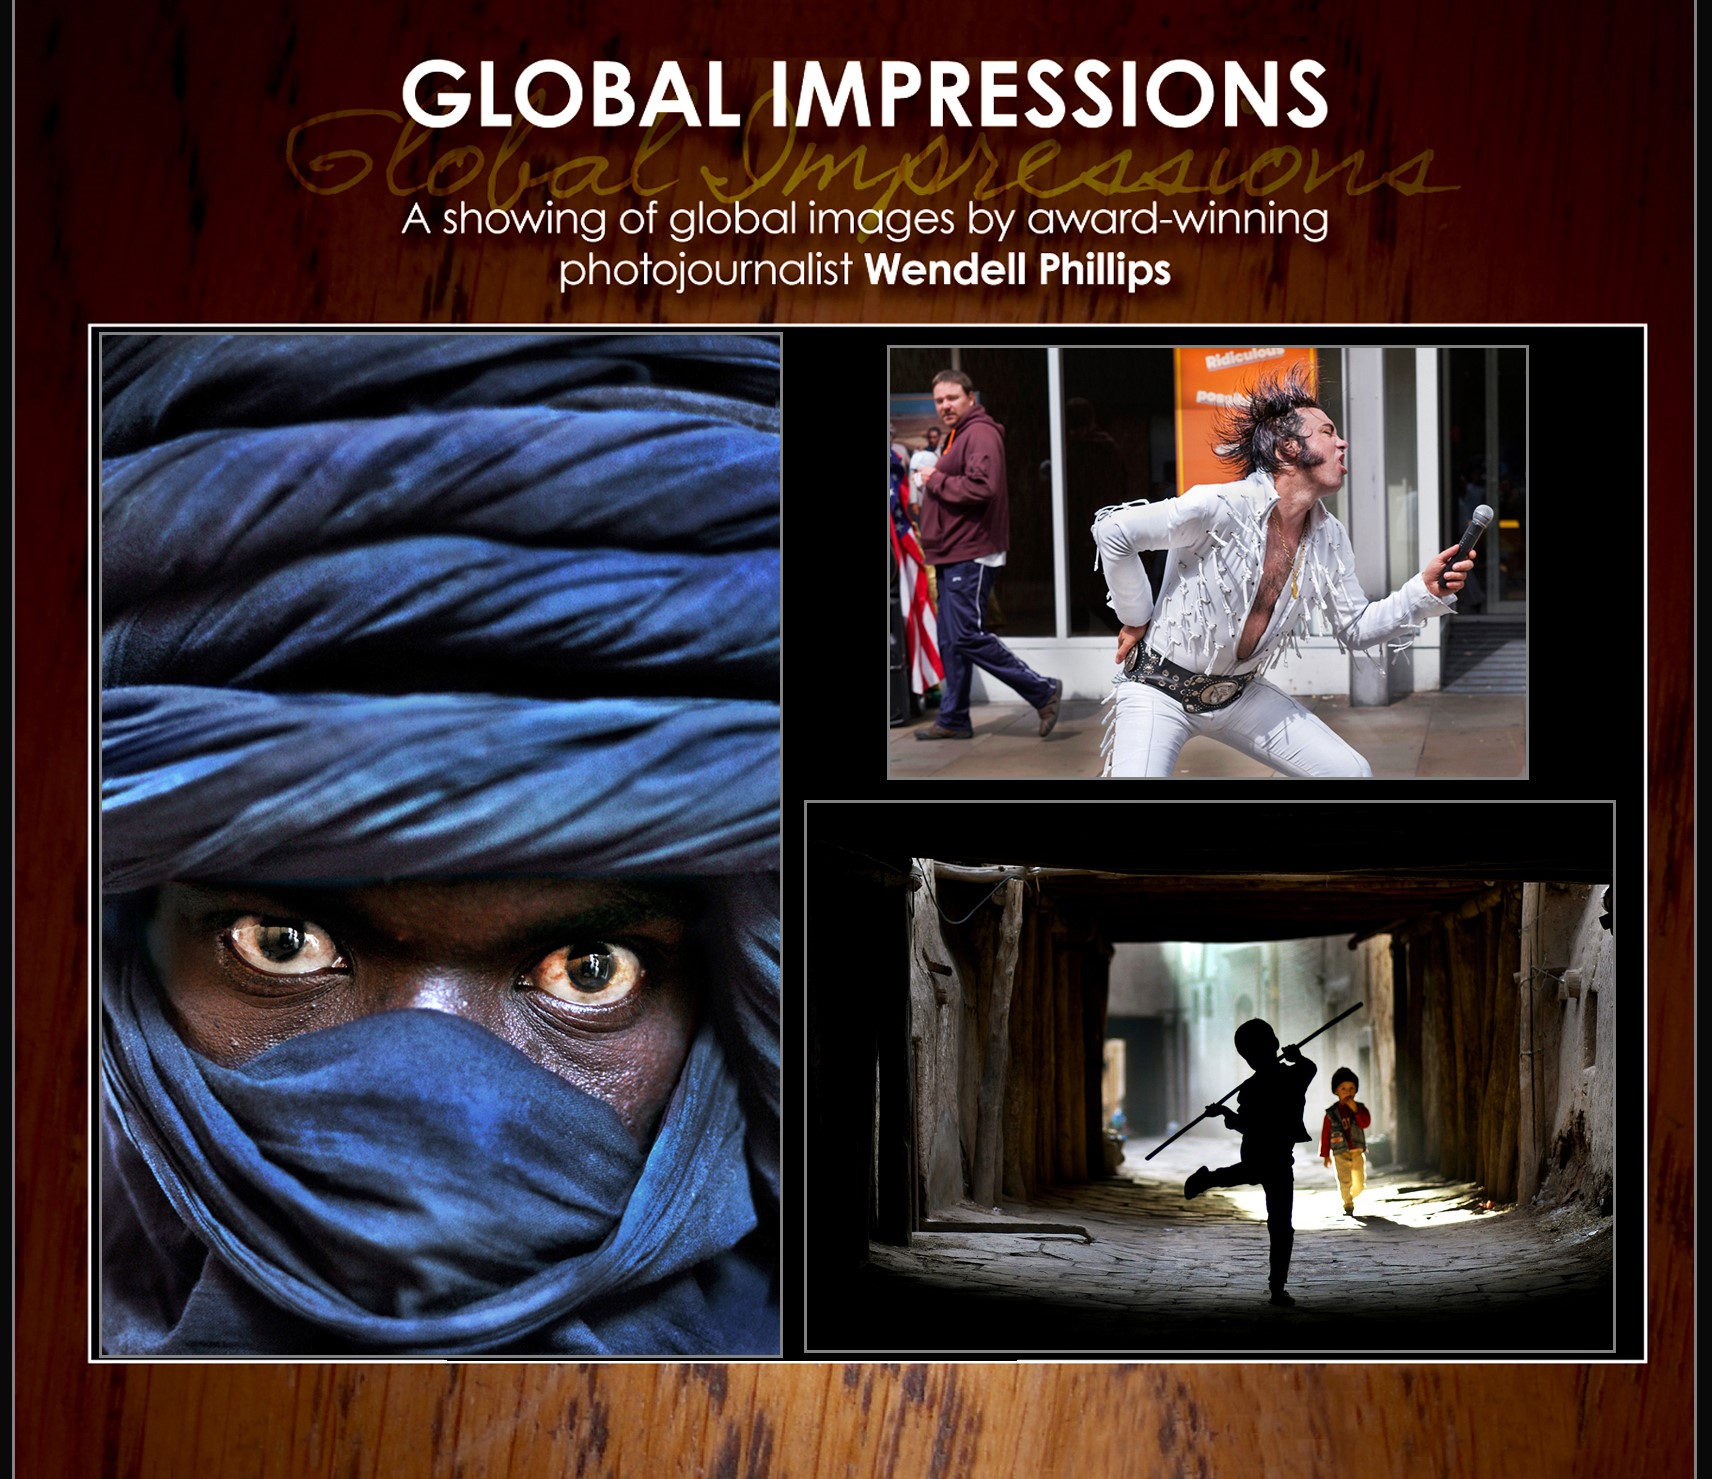 GLOBAL IMPRESSIONS
Global Impressions
A showing of global images by award-winning
photojournalist Wendell Phillips
Ridiculous